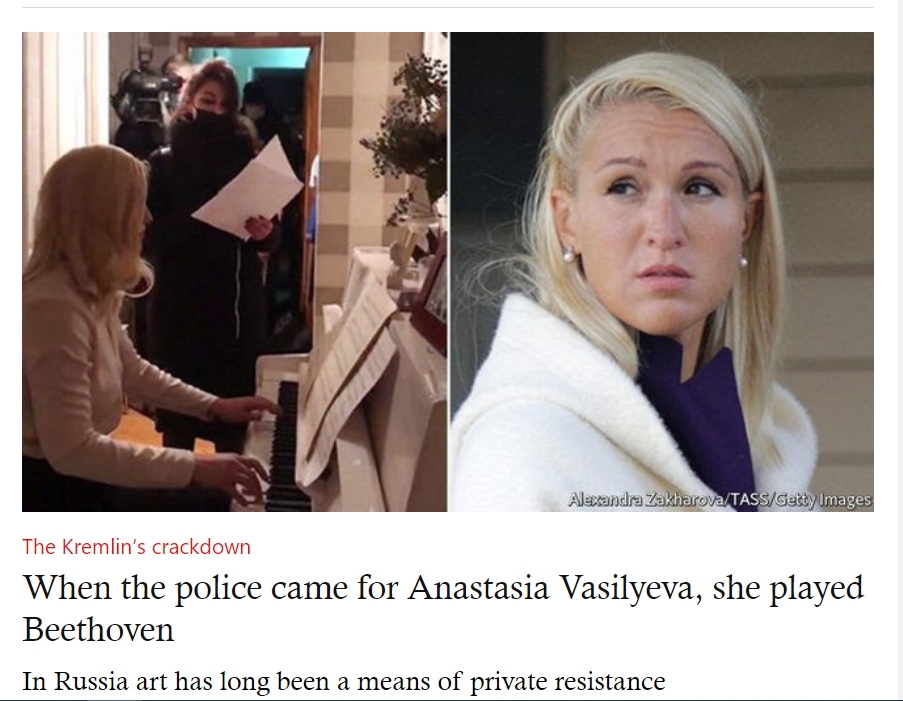 Alexandra Zakharova/TASS/Getty Images
The Kremlin's crackdown
When the police came for Anastasia Vasilyeva, she played
Beethoven
In Russia art has long been a means of private resistance